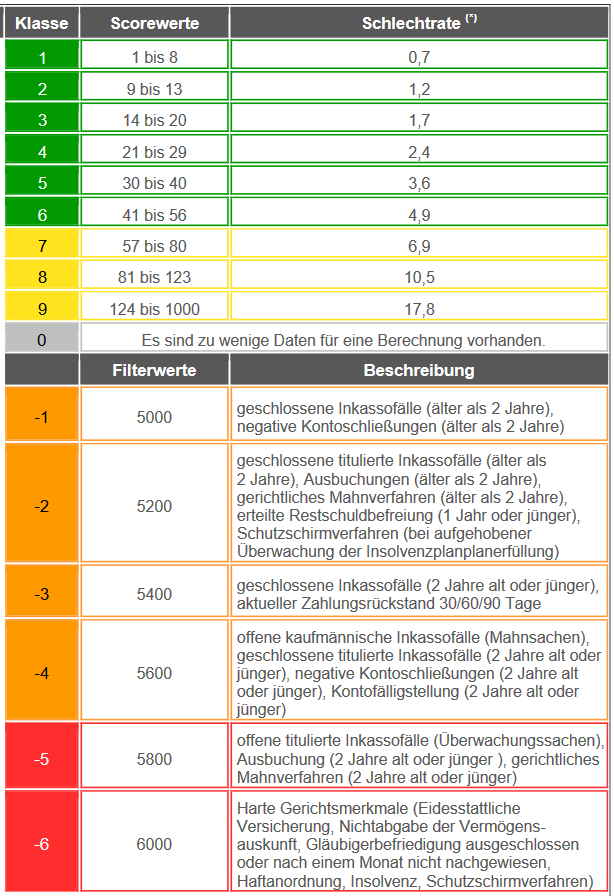 Klasse Scorewerte Schlechtrate (*)
1 1 bis 8 0,7
2 9 bis 13 1,2
3 14 bis 20 1,7
4 21 bis 29 2,4
5 30 bis 40 3,6
6 41 bis 56 4,9
7 57 bis 80 6,9
8 81 bis 123 10,5
9 124 bis 1000 17,8
0 Es sind zu wenige Daten für eine Berechnung vorhanden.
Filterwerte Beschreibung
-1 5000 geschlossene Inkassofälle (älter als 2 Jahre),
negative Kontoschließungen (älter als 2 Jahre)
-2 5200 geschlossene titulierte Inkassofälle (älter als
2 Jahre), Ausbuchungen (älter als 2 Jahre),
gerichtliches Mahnverfahren (älter als 2 Jahre),
erteilte Restschuldbefreiung (1 Jahr oder jünger),
Schutzschirmverfahren (bei aufgehobener
Überwachung der Insolvenzplanplanerfüllung)
-3 5400 geschlossene Inkassofälle (2 Jahre alt oder jünger),
aktueller Zahlungsrückstand 30/60/90 Tage
-4 5600 offene kaufmännische Inkassofälle (Mahnsachen),
geschlossene titulierte Inkassofälle (2 Jahre alt oder
jünger), negative Kontoschließungen (2 Jahre alt
oder jünger), Kontofälligstellung (2 Jahre alt oder
jünger)
-5 5800 offene titulierte Inkassofälle (Überwachungssachen),
Ausbuchung (2 Jahre alt oder jünger ), gerichtliches
Mahnverfahren (2 Jahre alt oder jünger)
-6 6000 Harte Gerichtsmerkmale (Eidesstattliche
Versicherung, Nichtabgabe der Vermögens-
auskunft, Gläubigerbefriedigung ausgeschlossen
oder nach einem Monat nicht nachgewiesen,
Haftanordnung, Insolvenz, Schutzschirmverfahren)